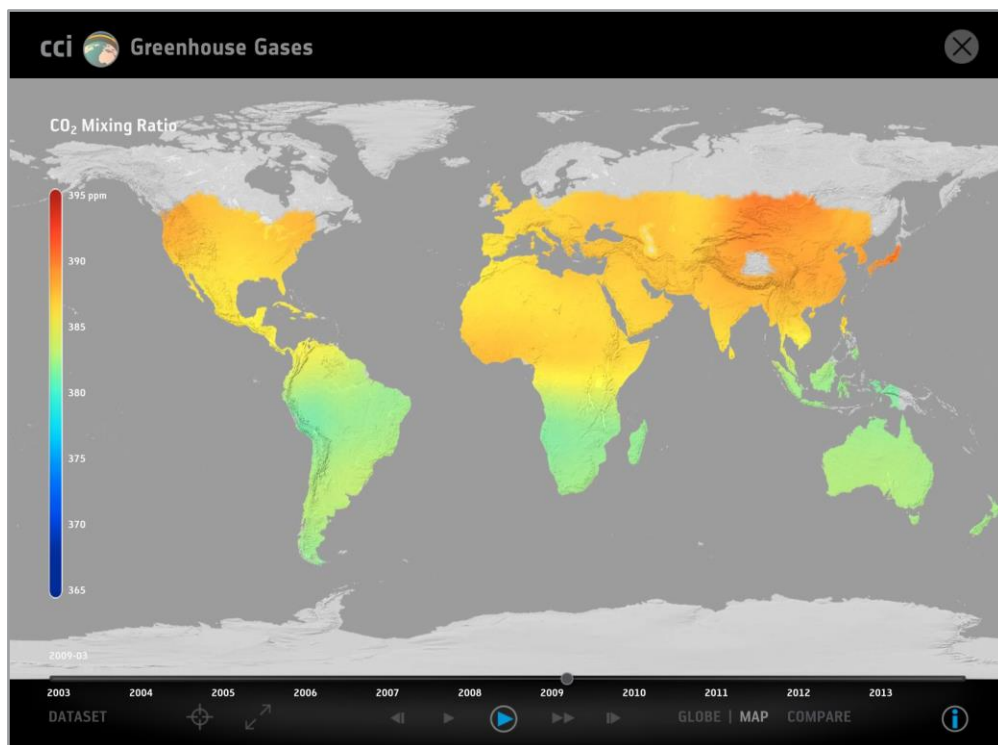 cci Greenhouse Gases
CO₂ Mixing Ratio
395 ppm
390
385
380
375
370
365
2009-03
2003 2004 2005 2006 2007 2008 2009 2010 2011 2012 2013
DATASET GLOBE | MAP COMPARE
i